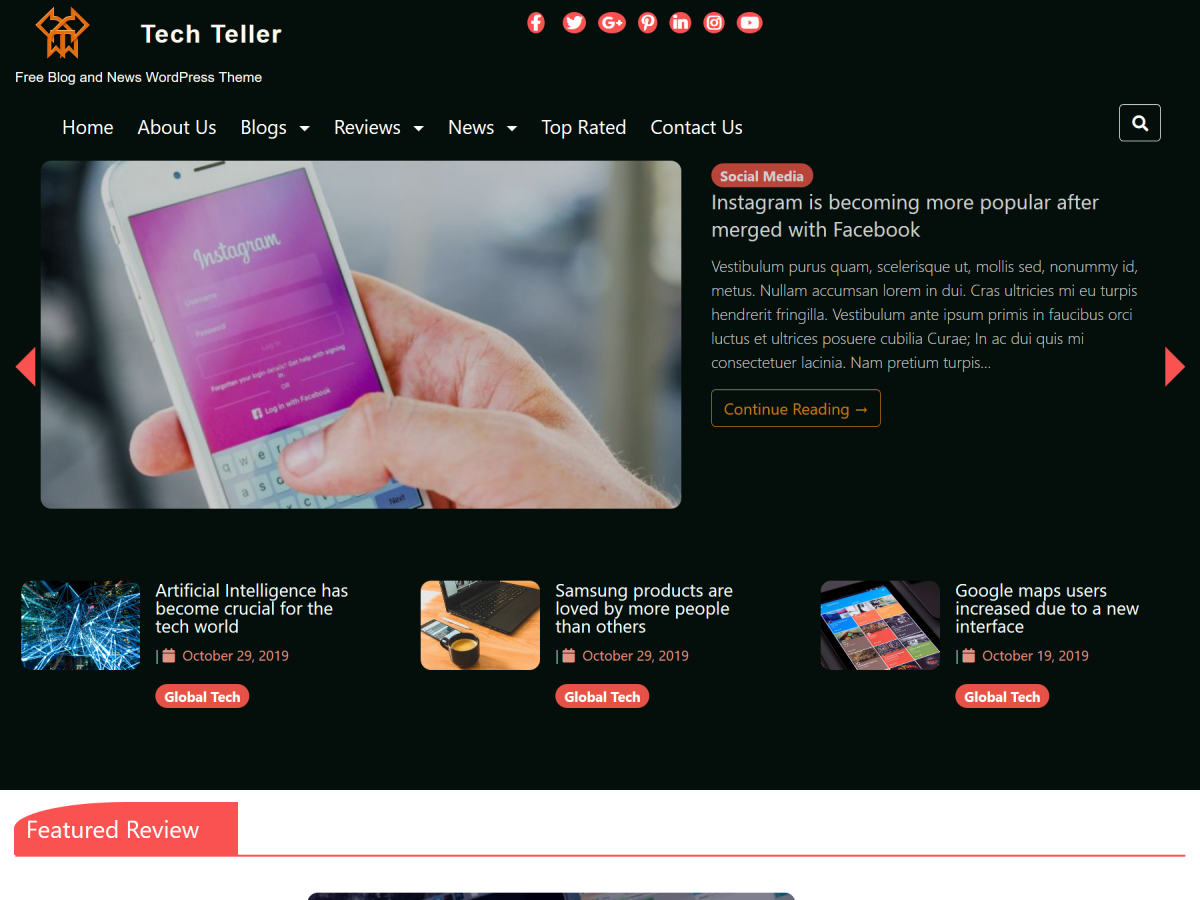 Tech Teller
Free Blog and News WordPress Theme
Home About Us Blogs Reviews News Top Rated Contact Us
Instagram
Username
Password
Log in
Forgotten your login details? Get help with signing
in.
OR
Log in with Facebook
q w e r
a s
Next
Social Media
Instagram is becoming more popular after
merged with Facebook
Vestibulum purus quam, scelerisque ut, mollis sed, nonummy id,
metus. Nullam accumsan lorem in dui. Cras ultricies mi eu turpis
hendrerit fringilla. Vestibulum ante ipsum primis in faucibus orci
luctus et ultrices posuere cubilia Curae; In ac dui quis mi
consectetuer lacinia. Nam pretium turpis...
Continue Reading →
Artificial Intelligence has
become crucial for the
tech world
| October 29, 2019
Global Tech
Samsung products are
loved by more people
than others
| October 29, 2019
Global Tech
Google maps users
increased due to a new
interface
| October 19, 2019
Global Tech
Featured Review